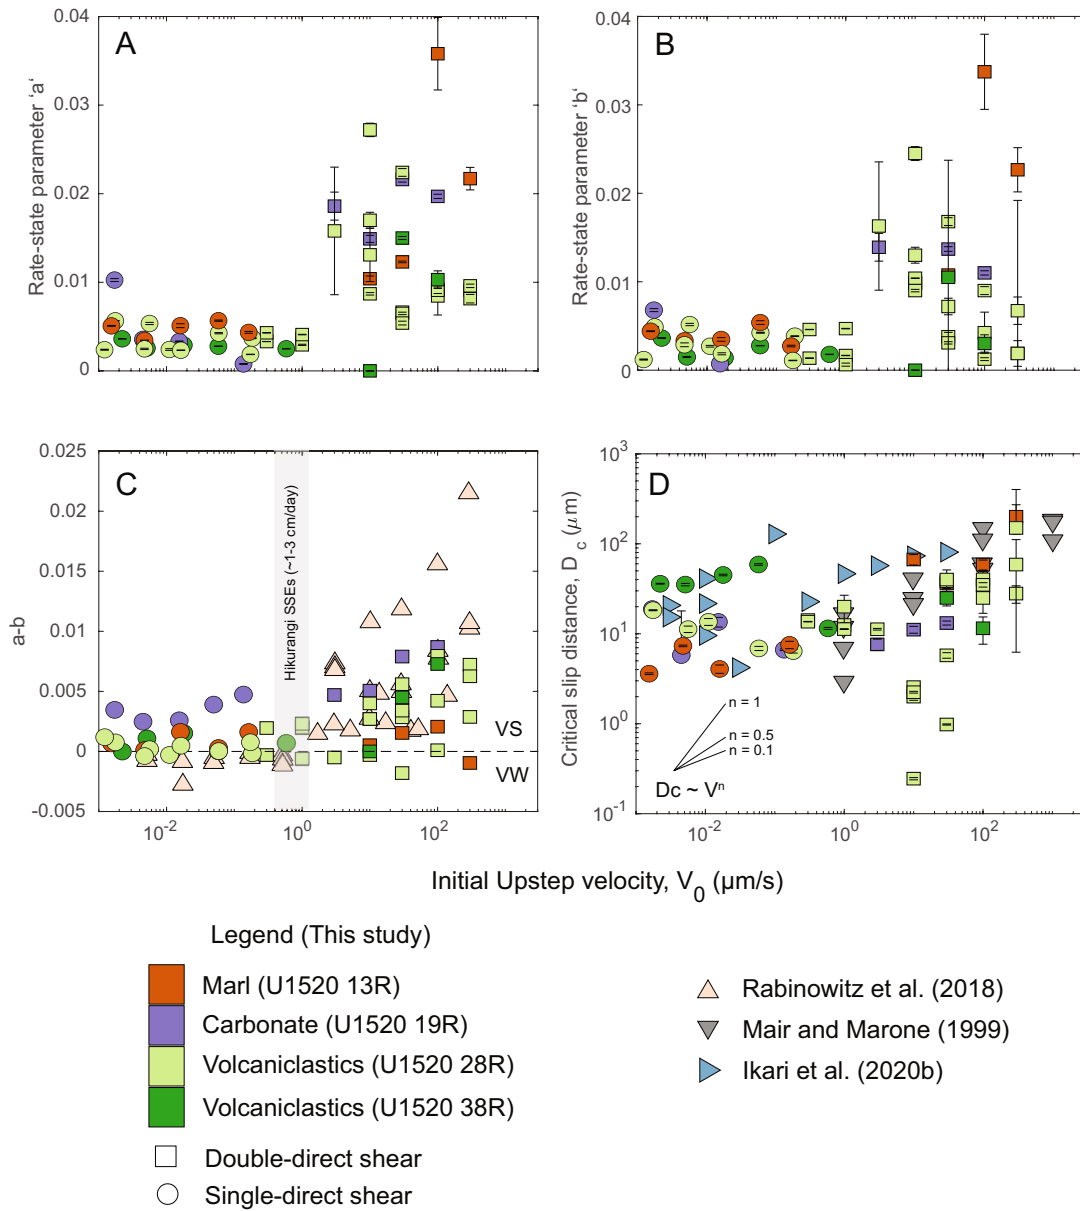 A
B
0.04
0.03
0.02
0.01
0
Rate-state parameter 'a'
0.04
0.03
0.02
0.01
0
Rate-state parameter 'b'
C
0.025
0.02
0.015
0.01
0.005
0
-0.005
a-b
Hikurangi SSEs (~1-3 cm/day)
VS
VW
10⁻²
10⁰
10²
D
10³
10²
10¹
10⁰
10⁻¹
Critical slip distance, D_c (μm)
n = 1
n = 0.5
n = 0.1
Dc ~ Vⁿ
10⁻²
10⁰
10²
Initial Upstep velocity, V₀ (μm/s)
Legend (This study)
Marl (U1520 13R)
Carbonate (U1520 19R)
Volcaniclastics (U1520 28R)
Volcaniclastics (U1520 38R)
Double-direct shear
Single-direct shear
Rabinowitz et al. (2018)
Mair and Marone (1999)
Ikari et al. (2020b)